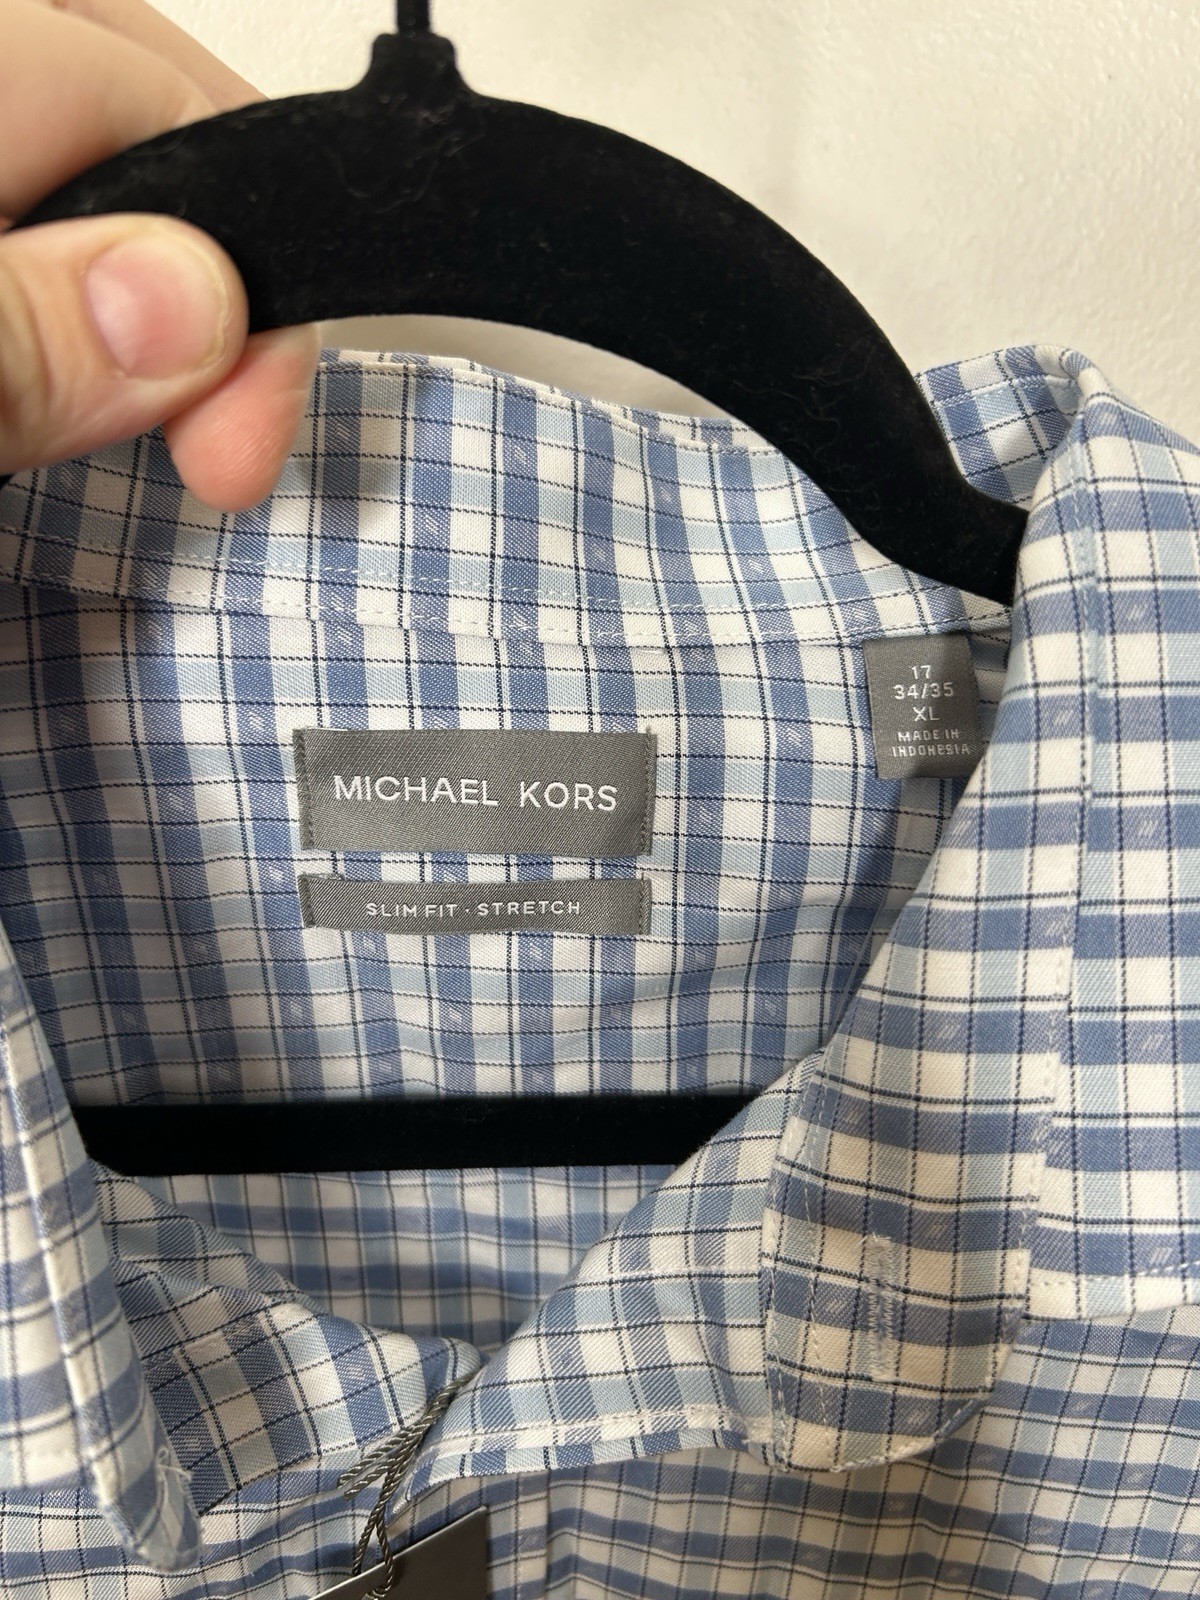 17
34/35
XL
MADE IN
INDONESIA
MICHAEL KORS
SLIM FIT · STRETCH